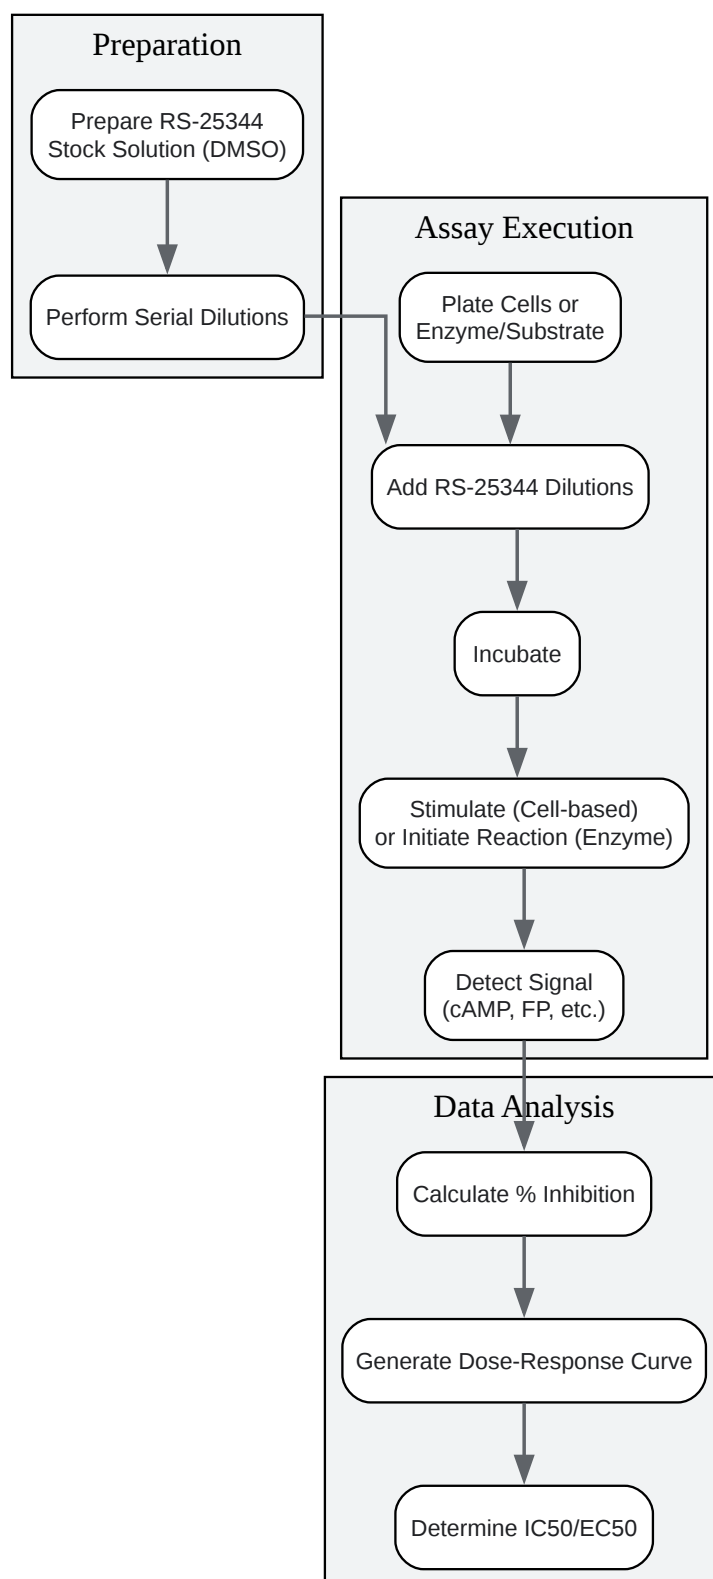 Preparation
Prepare RS-25344
Stock Solution (DMSO)
Perform Serial Dilutions
Assay Execution
Plate Cells or
Enzyme/Substrate
Add RS-25344 Dilutions
Incubate
Stimulate (Cell-based)
or Initiate Reaction (Enzyme)
Detect Signal
(cAMP, FP, etc.)
Data Analysis
Calculate % Inhibition
Generate Dose-Response Curve
Determine IC50/EC50